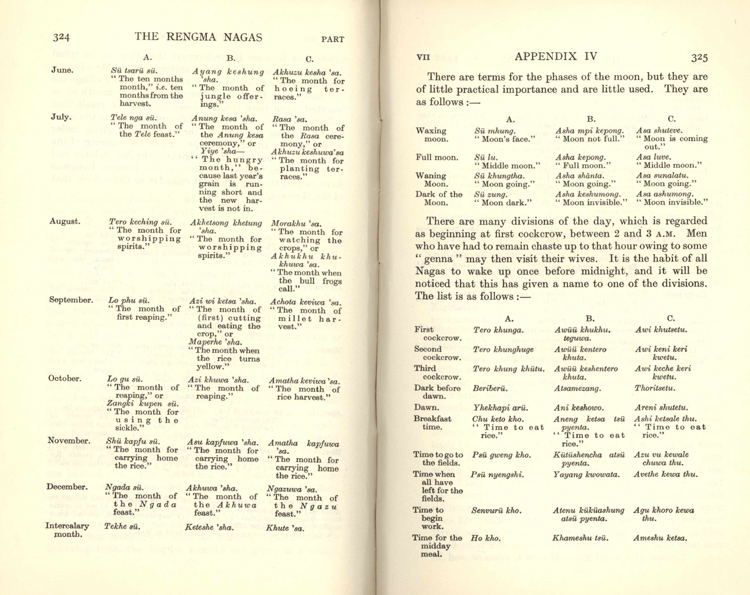 324 THE RENGMA NAGAS PART
A. B. C.
June.
Sü tsarü sü.
"The ten months
month," i.e. ten
months from the
harvest.
Ayang keshung
'sha.
"The month of
jungle offer-
ings."
Akhuzu kesha 'sa.
"The month for
hoeing ter-
races."
July.
Tele nga sü.
"The month of
the Tele feast."
Anung kesa 'sha.
"The month of
the Anung kesa
ceremony," or
Yiye 'sha—
"The hungry
month," be-
cause last year's
grain is run-
ning short and
the new har-
vest is not in.
Rasa 'sa.
"The month of
the Rasa cere-
mony," or
Akhuzu keshuwa'sa
"The month for
planting ter-
races."
August.
Tero keching sü.
"The month for
worshipping
spirits."
Akhetsong khetung
'sha.
"The month for
worshipping
spirits."
Morakhu 'sa.
"The month for
watching the
crops," or
Akhukhu khu-
khuwa 'sa.
"The month when
the bull frogs
call."
September.
Lo phu sü.
"The month of
first reaping."
Azi wi ketsa 'sha.
"The month of
(first) cutting
and eating the
crop," or
Maperhe 'sha.
"The month when
the rice turns
yellow."
Achota keviwa 'sa.
"The month of
millet har-
vest."
October.
Lo gu sü.
"The month of
reaping," or
Zangki kupen sü.
"The month for
using the
sickle."
Azi khuwa 'sha.
"The month of
reaping."
Amatha keviwa 'sa.
"The month of
rice harvest."
November.
Shü kapfu sü.
"The month for
carrying home
the rice."
Asu kapfuwa 'sha.
"The month for
carrying home
the rice."
Amatha kapfuwa
'sa.
"The month for
carrying home
the rice."
December.
Ngada sü.
"The month of
the Ngada
feast."
Akhuwa 'sha.
"The month of
the Akhuwa
feast."
Ngazuwa 'sa.
"The month of
the Ngazu
feast."
Intercalary
month.
Tekhe sü.
Keteshe 'sha.
Khute 'sa.
VII APPENDIX IV 325
There are terms for the phases of the moon, but they are
of little practical importance and are little used. They are
as follows :—
A. B. C.
Waxing
moon.
Sü mhung.
"Moon's face."
Asha mpi kepong.
"Moon not full."
Asa shuteve.
"Moon is coming
out."
Full moon.
Sü lu.
"Middle moon."
Asha kepong.
"Full moon."
Asa luve.
"Middle moon."
Waning
Moon.
Sü khungtha.
"Moon going."
Asha shànta.
"Moon going."
Asa sunalatu.
"Moon going."
Dark of the
Moon.
Sü zung.
"Moon dark."
Asha keshumong.
"Moon invisible."
Asa ashumong.
"Moon invisible."
There are many divisions of the day, which is regarded
as beginning at first cockcrow, between 2 and 3 A.M. Men
who have had to remain chaste up to that hour owing to some
"genna" may then visit their wives. It is the habit of all
Nagas to wake up once before midnight, and it will be
noticed that this has given a name to one of the divisions.
The list is as follows :—
A. B. C.
First
cockcrow.
Tero khunga.
Awüü khukhu.
teguwa.
Awi khutsetu.
Second
cockcrow.
Tero khunghuge
Awüü kentero
khuta.
Awi keni keri
kwetu.
Third
cockcrow.
Tero khung khütu.
Awüü keshentero
khuta.
Awi keche keri
kwetu.
Dark before
dawn.
Beriberü.
Atsamezang.
Thoritsetu.
Dawn.
Yhekhapi arü.
Ani keshowo.
Areni shutetu.
Breakfast
time.
Chu keto kho.
"Time to eat
rice."
Aneng ketsa tsü
pyenta.
"Time to eat
rice."
Ashi ketsale thu.
"Time to eat
rice."
Time to go to
the fields.
Psü gweng kho.
Kütüshencha atsü
pyenta.
Azu vu kewale
chuwa thu.
Time when
all have
left for the
fields.
Psü nyengshi.
Yayang kwowata.
Avethe kewa thu.
Time to
begin
work.
Senvurü kho.
Atenu küküashung
atsü pyenta.
Agu khoro kewa
thu.
Time for the
midday
meal.
Ho kho.
Khameshu tsü.
Ameshu ketsa.